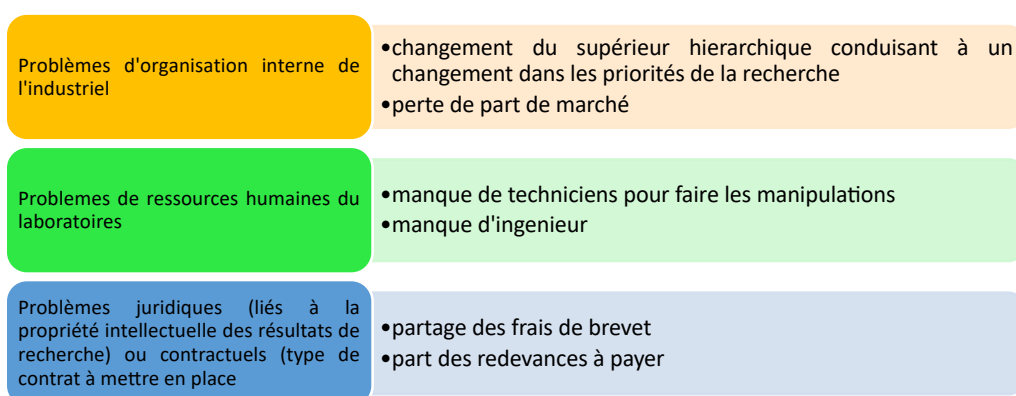 Problèmes d'organisation interne de
l'industriel
•changement du supérieur hierarchique conduisant à un
changement dans les priorités de la recherche
•perte de part de marché
Problemes de ressources humaines du
laboratoires
•manque de techniciens pour faire les manipulations
•manque d'ingenieur
Problèmes juridiques (liés à la
propriété intellectuelle des résultats de
recherche) ou contractuels (type de
contrat à mettre en place
•partage des frais de brevet
•part des redevances à payer